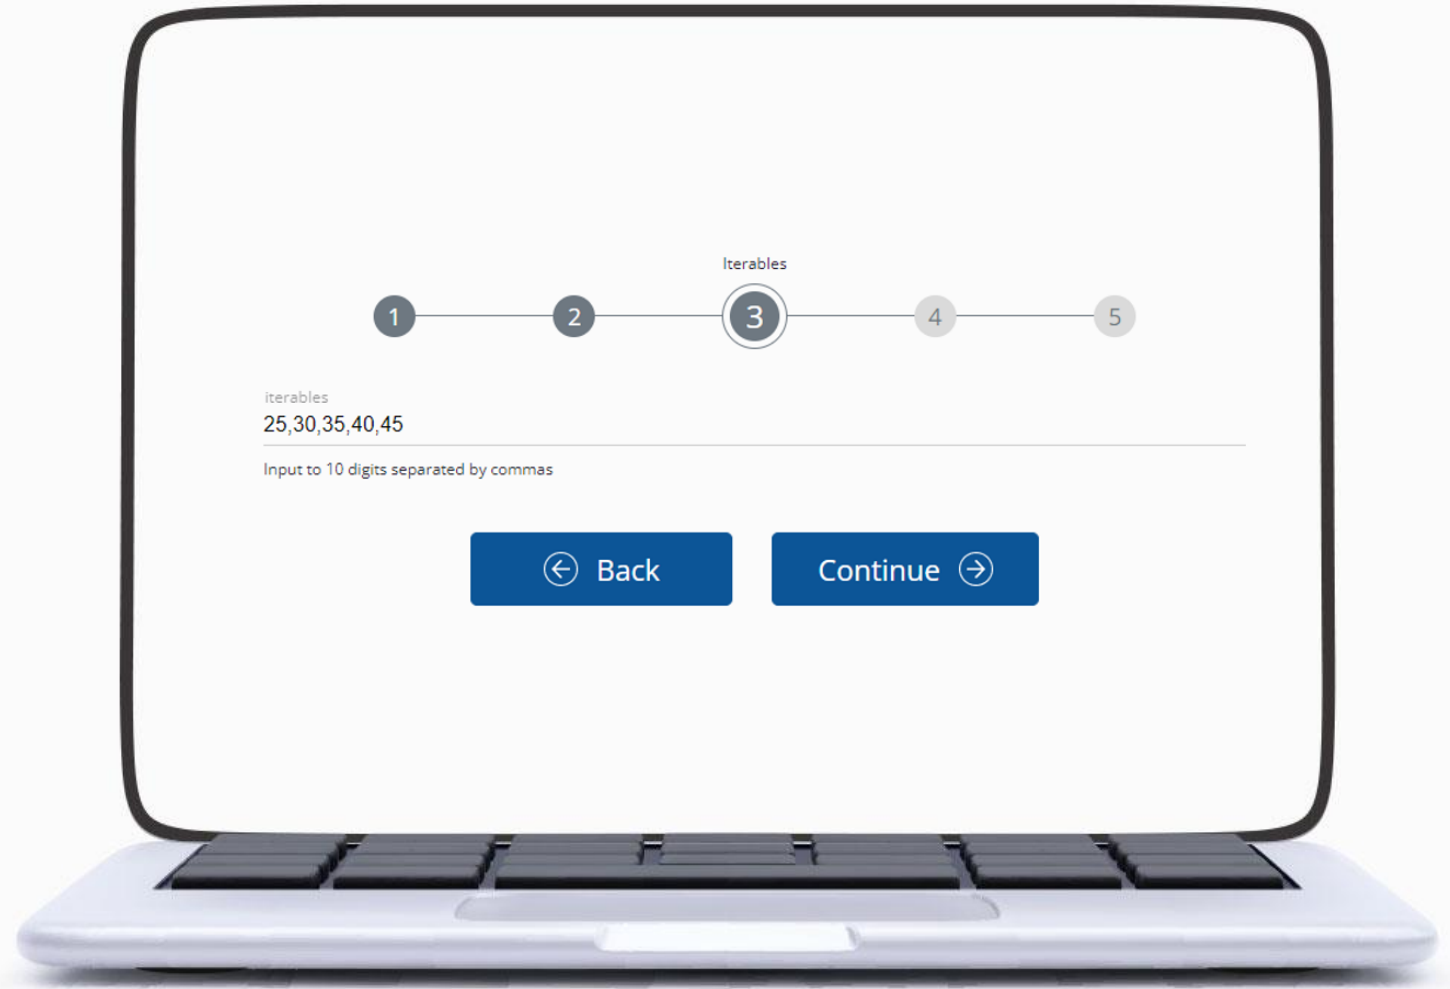 Iterables
1 2 3 4 5
iterables
25,30,35,40,45
Input to 10 digits separated by commas
Back Continue